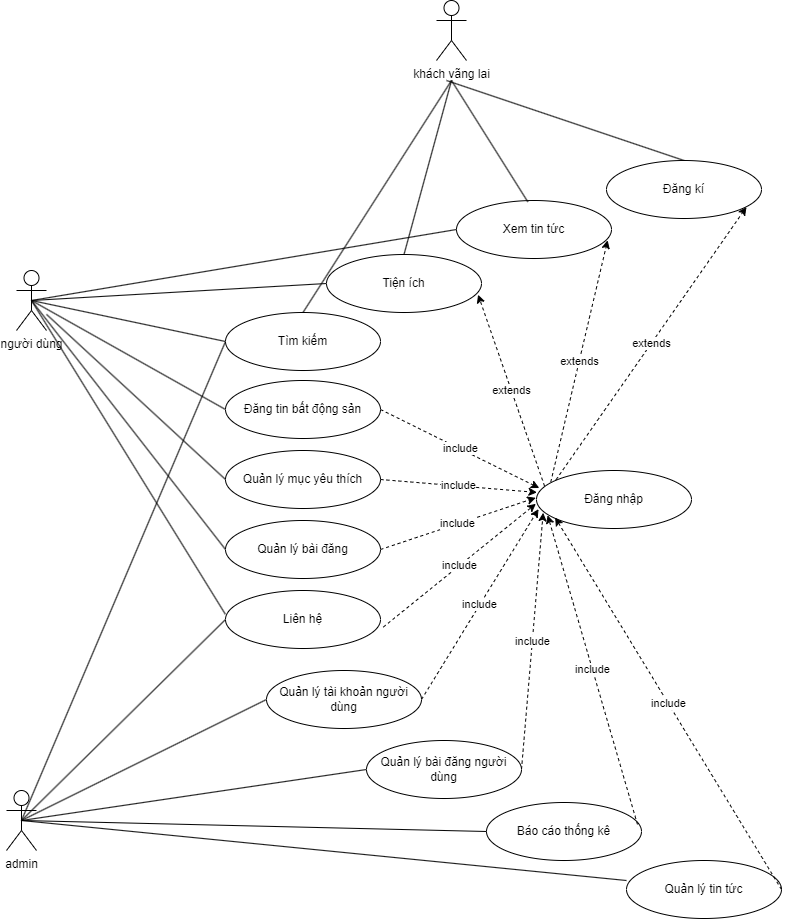 khách vãng lai
Đăng kí
Xem tin tức
Tiện ích
người dùng
Tìm kiếm
extends
extends
extends
Đăng tin bất động sản
include
Quản lý mục yêu thích
include
Đăng nhập
include
Quản lý bài đăng
include
Liên hệ
include
include
Quản lý tài khoản người
dùng
include
include
Quản lý bài đăng người
dùng
Báo cáo thống kê
admin
Quản lý tin tức